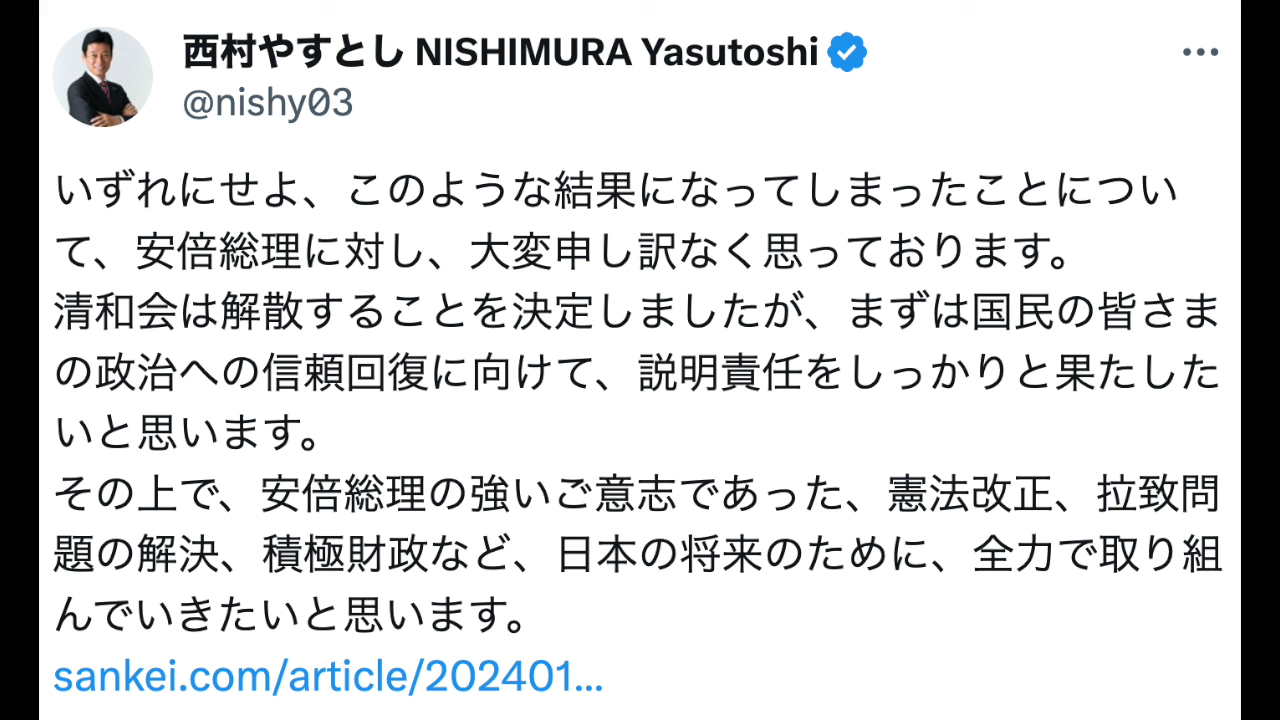 西村やすとし NISHIMURA Yasutoshi
@nishy03
いずれにせよ、このような結果になってしまったことについ
て、安倍総理に対し、大変申し訳なく思っております。
清和会は解散することを決定しましたが、まずは国民の皆さま
の政治への信頼回復に向けて、説明責任をしっかりと果たした
いと思います。
その上で、安倍総理の強いご意志であった、憲法改正、拉致問
題の解決、積極財政など、日本の将来のために、全力で取り組
んでいきたいと思います。
sankei.com/article/202401…